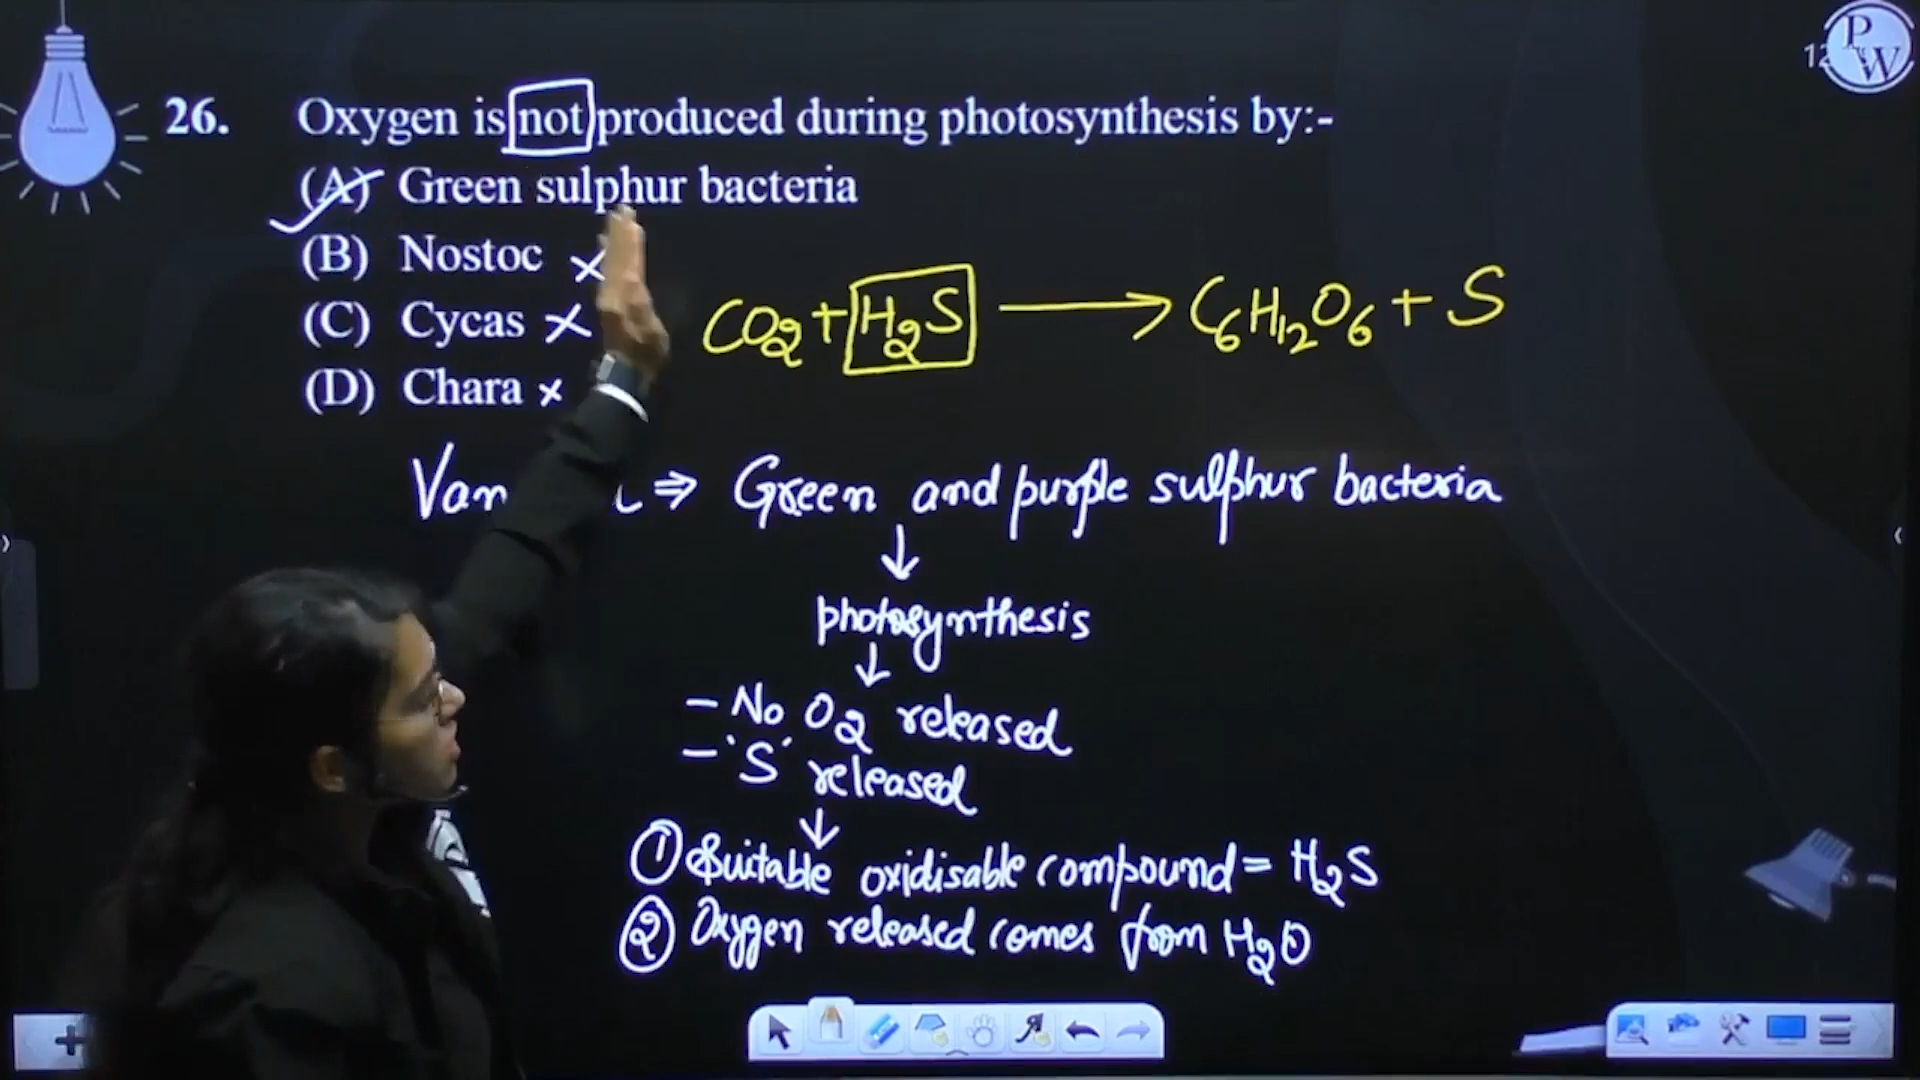 PW
12
26. Oxygen is not produced during photosynthesis by:-
(A) Green sulphur bacteria
(B) Nostoc ×
(C) Cycas ×
(D) Chara ×
CO2 + H2S → C6H12O6 + S
⇒ Green and purple sulphur bacteria
↓
photosynthesis
↓
- No O2 released
- 'S' released
↓
① Suitable oxidisable compound = H2S
② Oxygen released comes from H2O